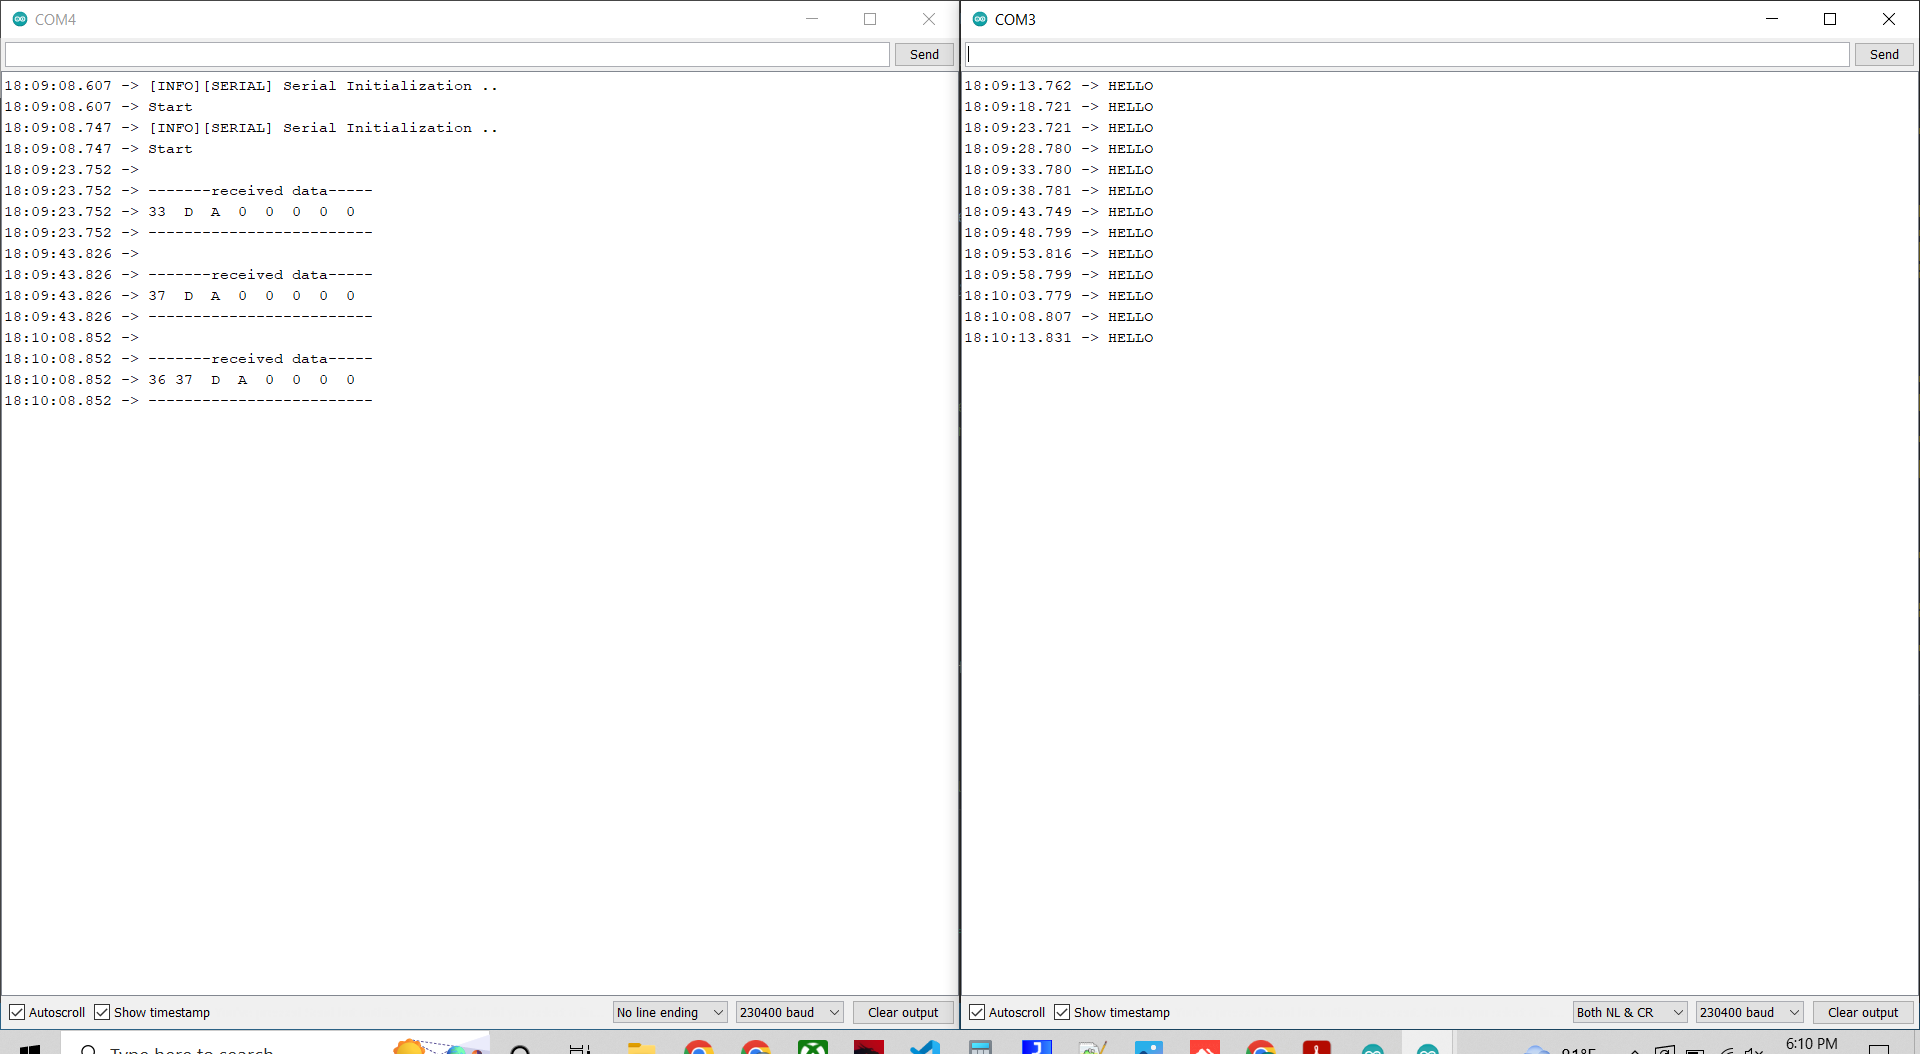 COM4
Send
18:09:08.607 -> [INFO][SERIAL] Serial Initialization ..
18:09:08.607 -> Start
18:09:08.747 -> [INFO][SERIAL] Serial Initialization ..
18:09:08.747 -> Start
18:09:23.752 ->
18:09:23.752 -> -------received data-----
18:09:23.752 -> 33  D  A  0  0  0  0  0
18:09:23.752 -> -------------------------
18:09:43.826 ->
18:09:43.826 -> -------received data-----
18:09:43.826 -> 37  D  A  0  0  0  0  0
18:09:43.826 -> -------------------------
18:10:08.852 ->
18:10:08.852 -> -------received data-----
18:10:08.852 -> 36 37  D  A  0  0  0  0
18:10:08.852 -> -------------------------
Autoscroll Show timestamp No line ending 230400 baud Clear output
COM3
Send
18:09:13.762 -> HELLO
18:09:18.721 -> HELLO
18:09:23.721 -> HELLO
18:09:28.780 -> HELLO
18:09:33.780 -> HELLO
18:09:38.781 -> HELLO
18:09:43.749 -> HELLO
18:09:48.799 -> HELLO
18:09:53.816 -> HELLO
18:09:58.799 -> HELLO
18:10:03.779 -> HELLO
18:10:08.807 -> HELLO
18:10:13.831 -> HELLO
Autoscroll Show timestamp Both NL & CR 230400 baud Clear output
Type here to search
91°F
6:10 PM